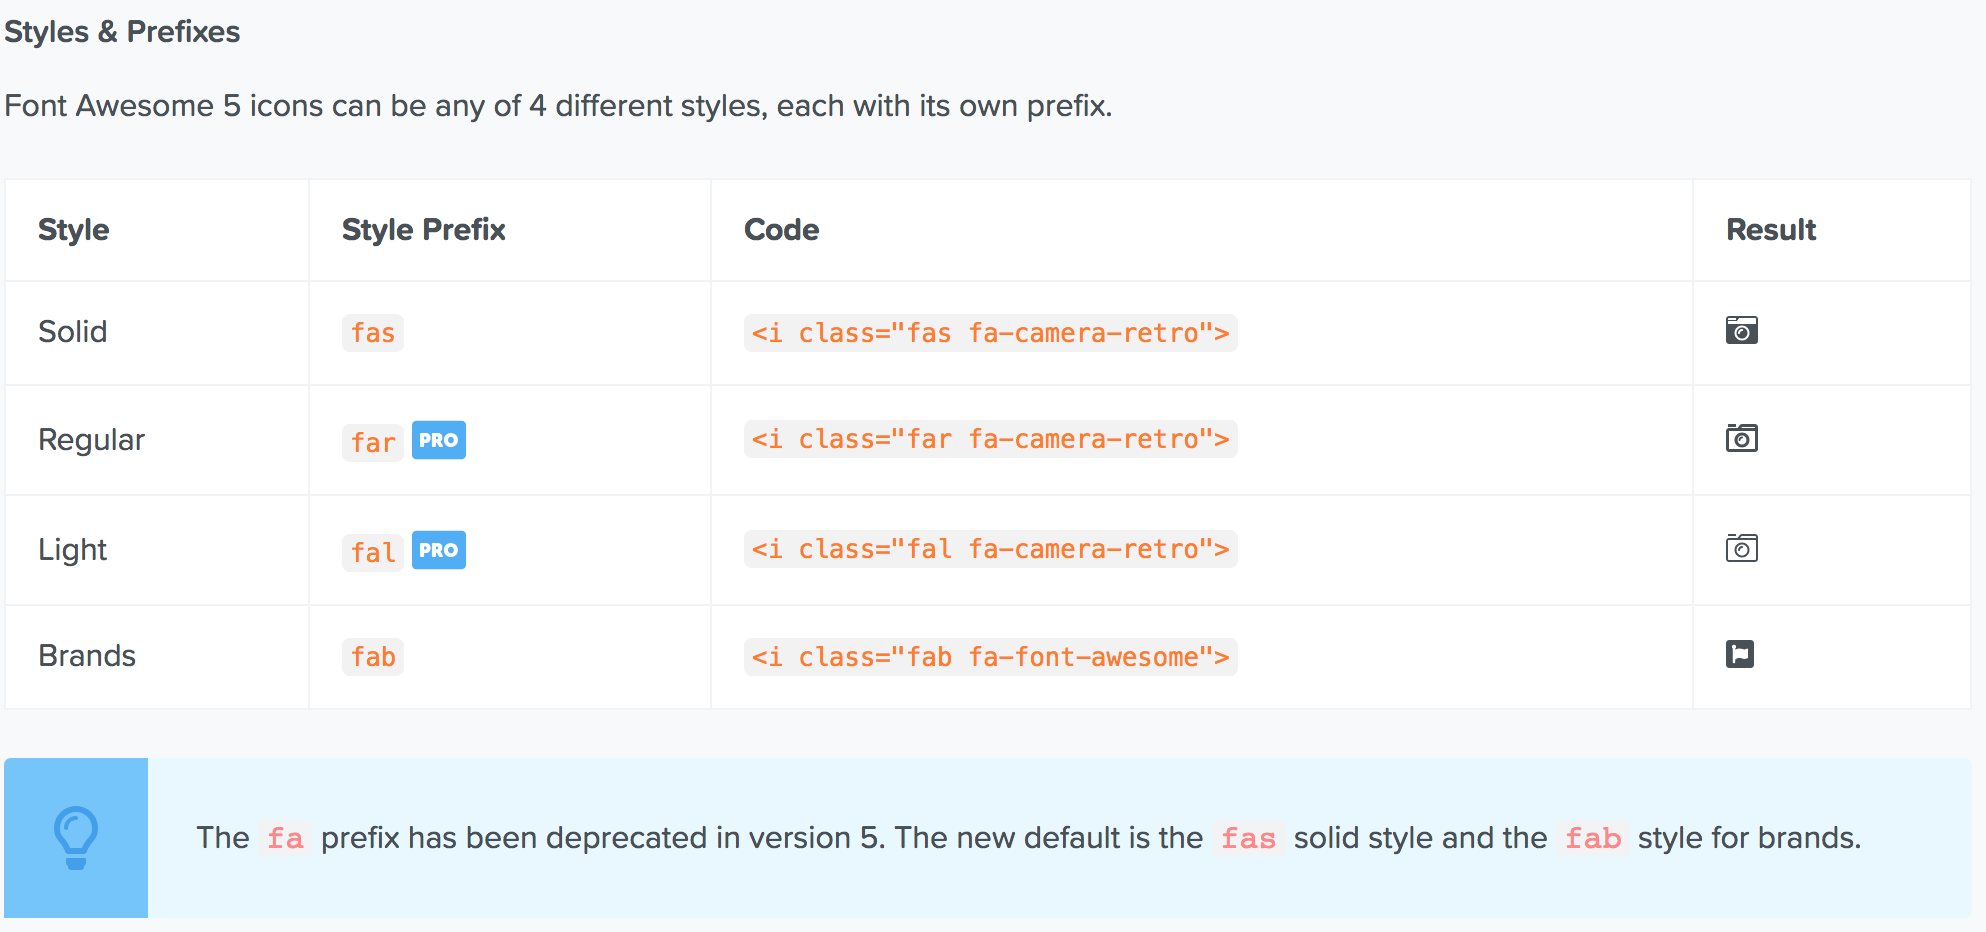 Styles & Prefixes
Font Awesome 5 icons can be any of 4 different styles, each with its own prefix.
Style Style Prefix Code Result
Solid fas <i class="fas fa-camera-retro">
Regular far PRO <i class="far fa-camera-retro">
Light fal PRO <i class="fal fa-camera-retro">
Brands fab <i class="fab fa-font-awesome">
The fa prefix has been deprecated in version 5. The new default is the fas solid style and the fab style for brands.